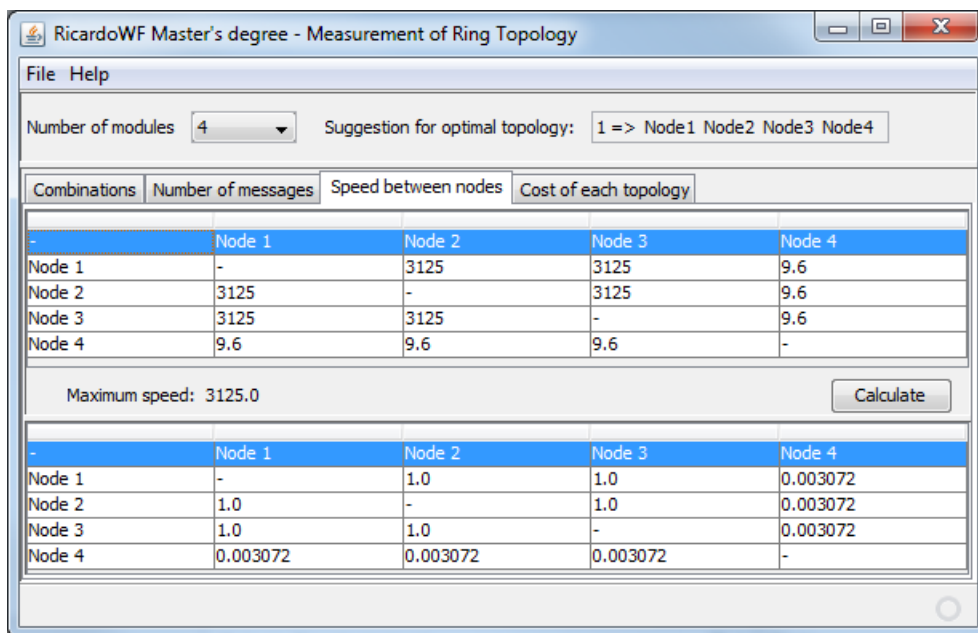 RicardoWF Master's degree - Measurement of Ring Topology
File Help
Number of modules 4 Suggestion for optimal topology: 1 => Node1 Node2 Node3 Node4
Combinations Number of messages Speed between nodes Cost of each topology
- Node 1 Node 2 Node 3 Node 4
Node 1 - 3125 3125 9.6
Node 2 3125 - 3125 9.6
Node 3 3125 3125 - 9.6
Node 4 9.6 9.6 9.6 -
Maximum speed: 3125.0 Calculate
- Node 1 Node 2 Node 3 Node 4
Node 1 - 1.0 1.0 0.003072
Node 2 1.0 - 1.0 0.003072
Node 3 1.0 1.0 - 0.003072
Node 4 0.003072 0.003072 0.003072 -